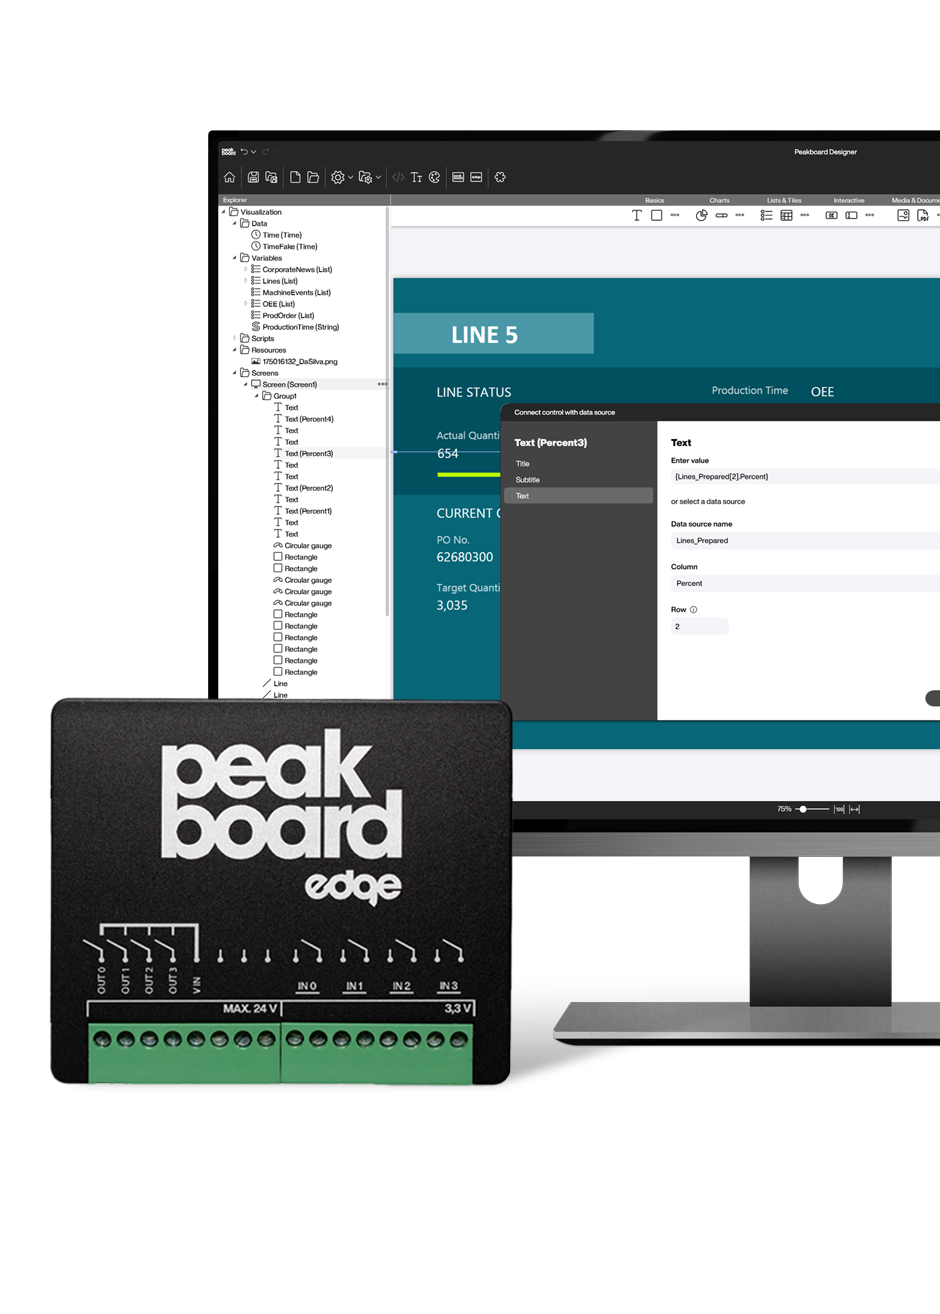 peak
board
Peakboard Designer
Explorer
Basics
Charts
Lists & Tiles
Interactive
Media & Docume
Visualization
Data
Time (Time)
TimeFake (Time)
Variables
CorporateNews (List)
Lines (List)
MachineEvents (List)
OEE (List)
ProdOrder (List)
ProductionTime (String)
Scripts
Resources
175016132_DaSilva.png
Screens
Screen (Screen1)
Group1
Text
Text (Percent4)
Text
Text
Text (Percent3)
Text
Text
Text (Percent2)
Text
Text (Percent1)
Text
Text
Circular gauge
Rectangle
Rectangle
Circular gauge
Circular gauge
Circular gauge
Rectangle
Rectangle
Rectangle
Rectangle
Rectangle
Rectangle
Line
Line
LINE 5
LINE STATUS
Production Time
OEE
Actual Quanti
654
CURRENT
PO No.
62680300
Target Quanti
3,035
Connect control with data source
Text (Percent3)
Title
Subtitle
Text
Text
Enter value
{Lines_Prepared[2].Percent}
or select a data source
Data source name
Lines_Prepared
Column
Percent
Row
2
75%
peak
board
edge
OUT 0
OUT 1
OUT 2
OUT 3
VIN
IN 0
IN 1
IN 2
IN 3
MAX. 24 V
3,3 V